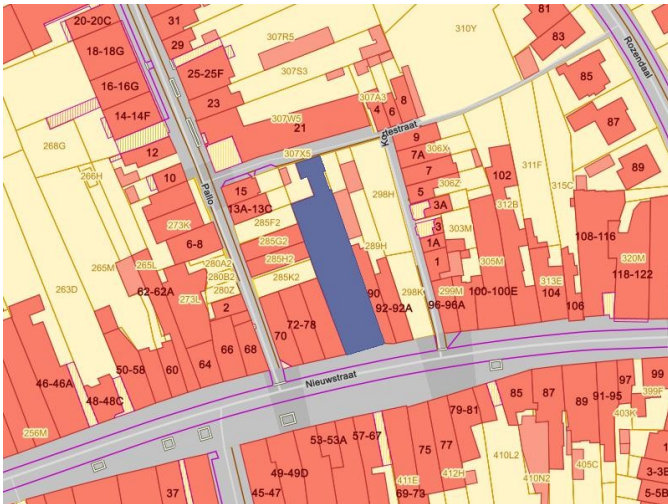 20-20C
31
18-18G
29
307R5
310Y
81
83
Rozendaal
16-16G
25-25F
307S3
85
14-14F
23
307A3
4
6
8
307W5
21
87
268G
12
Kortestraat
9
307X5
7A
306X
266H
10
7
311F
315C
102
89
Pallo
15
5
306Z
298H
13A-13C
3A
312B
273K
285F2
3
303M
6-8
285G2
289H
1A
108-116
320M
265M
265L
280A2
285H2
1
305M
118-122
263D
62-62A
280B2
285K2
273L
280Z
2
90
298K
299M
100-100E
313E
104
92-92A
96-96A
106
70
72-78
66
68
50-58
60
64
Nieuwstraat
46-46A
48-48C
256M
85
87
97
99
79-81
89
91-95
399F
403K
53-53A
57-67
75
77
410L2
49-49D
412H
405C
3-3E
411E
410N2
37
45-47
69-73